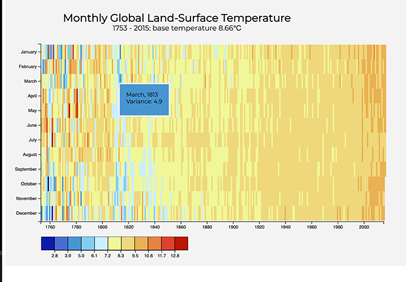 Monthly Global Land-Surface Temperature
1753 - 2015: base temperature 8.66℃
January
February
March
April
May
June
July
August
September
October
November
December
March, 1813
Variance: 4.9
1760 1780 1800 1820 1840 1860 1880 1900 1920 1940 1960 1980 2000
2.8 3.9 5.0 6.1 7.2 8.3 9.5 10.6 11.7 12.8